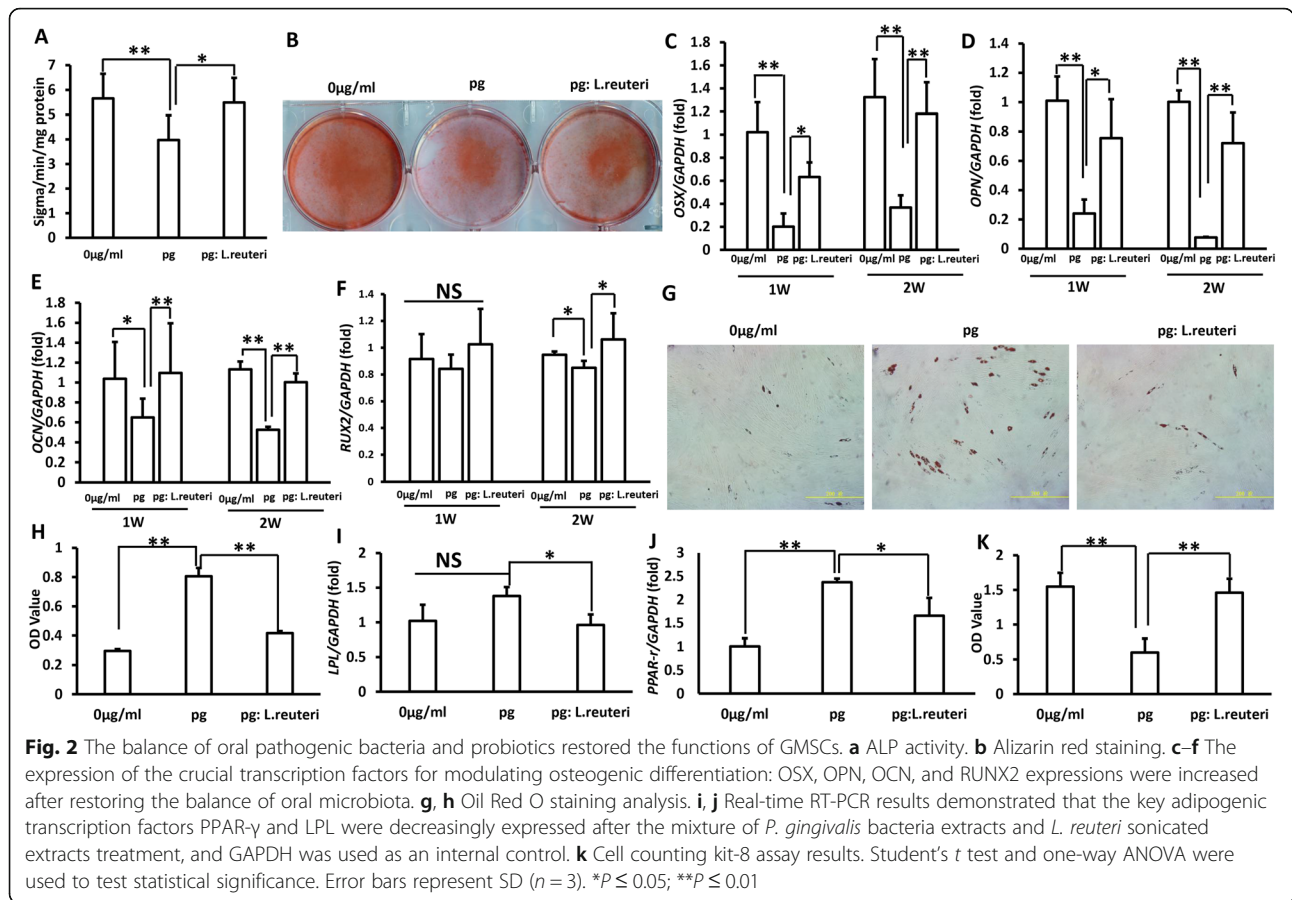 A
**
*
Sigma/min/mg protein
7
6
5
4
3
2
1
0
0μg/ml pg pg: L.reuteri
B
0μg/ml pg pg: L.reuteri
C
OSX/GAPDH (fold)
1.8
1.6
1.4
1.2
1
0.8
0.6
0.4
0.2
0
**
*
**
**
0μg/ml pg pg: L.reuteri 0μg/ml pg pg: L.reuteri
1W 2W
D
OPN/GAPDH (fold)
1.4
1.2
1
0.8
0.6
0.4
0.2
0
**
*
**
**
0μg/ml pg pg: L.reuteri 0μg/ml pg pg: L.reuteri
1W 2W
E
OCN/GAPDH (fold)
1.8
1.6
1.4
1.2
1
0.8
0.6
0.4
0.2
0
*
**
**
**
0μg/ml pg pg: L.reuteri 0μg/ml pg pg: L.reuteri
1W 2W
F
RUX2/GAPDH (fold)
1.4
1.2
1
0.8
0.6
0.4
0.2
0
NS
*
*
0μg/ml pg pg: L.reuteri 0μg/ml pg pg: L.reuteri
1W 2W
G
0μg/ml pg pg: L.reuteri
H
OD Value
1
0.8
0.6
0.4
0.2
0
**
**
0μg/ml pg pg: L.reuteri
I
LPL/GAPDH (fold)
2
1.5
1
0.5
0
NS
*
0μg/ml pg pg: L.reuteri
J
PPAR-r/GAPDH (fold)
3
2.5
2
1.5
1
0.5
0
**
*
0μg/ml pg pg:L.reuteri
K
OD Value
2
1.5
1
0.5
0
**
**
0μg/ml pg pg: L.reuteri
Fig. 2 The balance of oral pathogenic bacteria and probiotics restored the functions of GMSCs. a ALP activity. b Alizarin red staining. c–f The
expression of the crucial transcription factors for modulating osteogenic differentiation: OSX, OPN, OCN, and RUNX2 expressions were increased
after restoring the balance of oral microbiota. g, h Oil Red O staining analysis. i, j Real-time RT-PCR results demonstrated that the key adipogenic
transcription factors PPAR-γ and LPL were decreasingly expressed after the mixture of P. gingivalis bacteria extracts and L. reuteri sonicated
extracts treatment, and GAPDH was used as an internal control. k Cell counting kit-8 assay results. Student's t test and one-way ANOVA were
used to test statistical significance. Error bars represent SD (n = 3). *P ≤ 0.05; **P ≤ 0.01